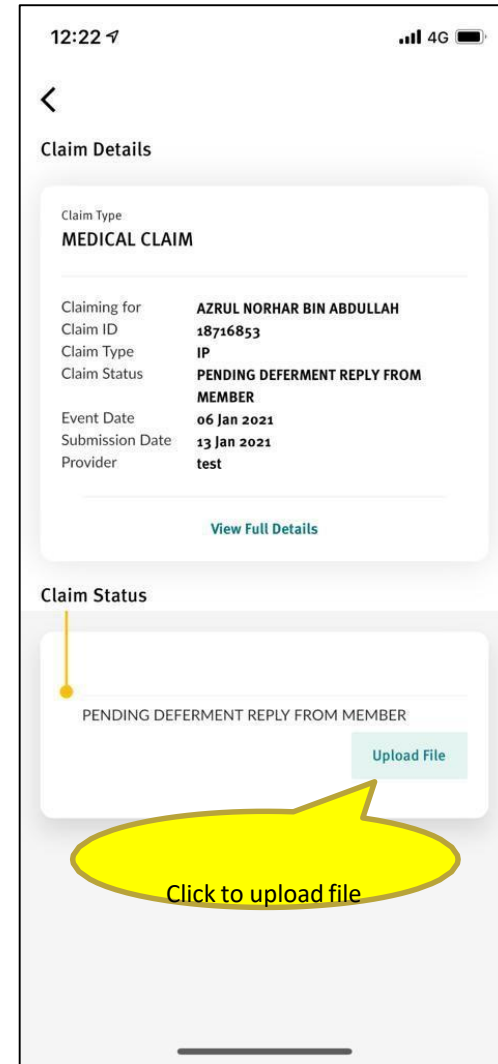 12:22
4G
Claim Details
Claim Type
MEDICAL CLAIM
Claiming for AZRUL NORHAR BIN ABDULLAH
Claim ID 18716853
Claim Type IP
Claim Status PENDING DEFERMENT REPLY FROM
MEMBER
Event Date 06 Jan 2021
Submission Date 13 Jan 2021
Provider test
View Full Details
Claim Status
PENDING DEFERMENT REPLY FROM MEMBER
Upload File
Click to upload file